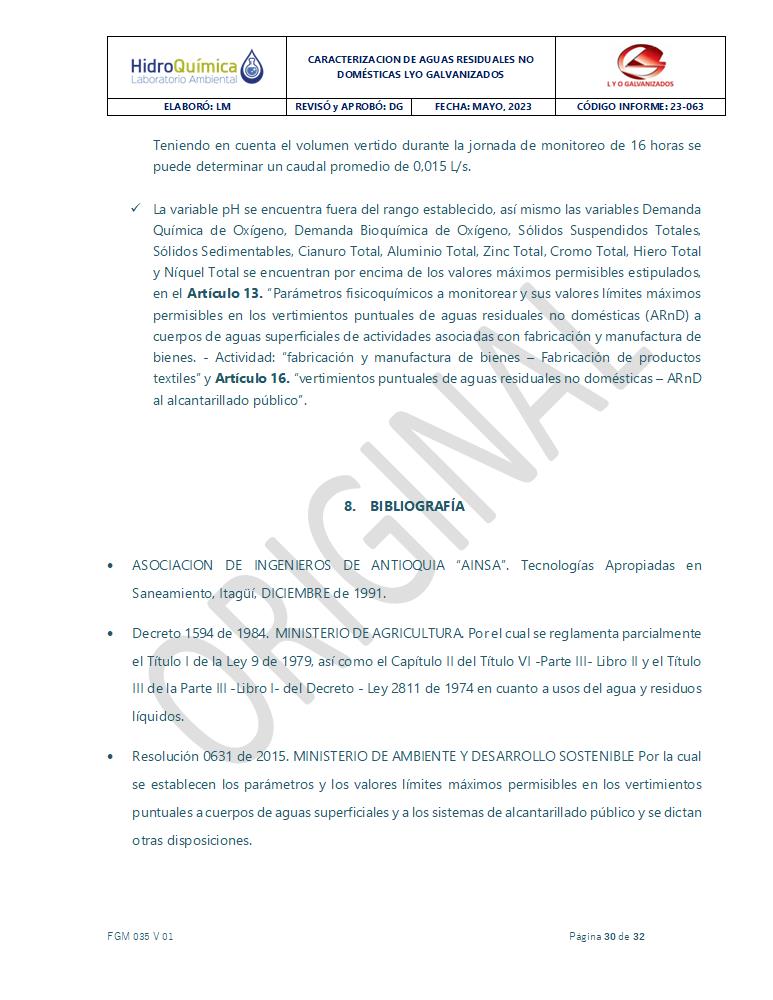 HidroQuímica
Laboratorio Ambiental
CARACTERIZACION DE AGUAS RESIDUALES NO
DOMÉSTICAS LYO GALVANIZADOS
L Y O GALVANIZADOS
ELABORÓ: LM
REVISÓ y APROBÓ: DG
FECHA: MAYO, 2023
CÓDIGO INFORME: 23-063
Teniendo en cuenta el volumen vertido durante la jornada de monitoreo de 16 horas se
puede determinar un caudal promedio de 0,015 L/s.
✓ La variable pH se encuentra fuera del rango establecido, así mismo las variables Demanda
Química de Oxígeno, Demanda Bioquímica de Oxígeno, Sólidos Suspendidos Totales,
Sólidos Sedimentables, Cianuro Total, Aluminio Total, Zinc Total, Cromo Total, Hiero Total
y Níquel Total se encuentran por encima de los valores máximos permisibles estipulados,
en el Artículo 13. “Parámetros fisicoquímicos a monitorear y sus valores límites máximos
permisibles en los vertimientos puntuales de aguas residuales no domésticas (ARnD) a
cuerpos de aguas superficiales de actividades asociadas con fabricación y manufactura de
bienes. - Actividad: “fabricación y manufactura de bienes – Fabricación de productos
textiles” y Artículo 16. “vertimientos puntuales de aguas residuales no domésticas – ARnD
al alcantarillado público”.
ORIGINAL
8. BIBLIOGRAFÍA
• ASOCIACION DE INGENIEROS DE ANTIOQUIA “AINSA”. Tecnologías Apropiadas en
Saneamiento, Itagüí, DICIEMBRE de 1991.
• Decreto 1594 de 1984. MINISTERIO DE AGRICULTURA. Por el cual se reglamenta parcialmente
el Título I de la Ley 9 de 1979, así como el Capítulo II del Título VI -Parte III- Libro II y el Título
III de la Parte III -Libro I- del Decreto - Ley 2811 de 1974 en cuanto a usos del agua y residuos
líquidos.
• Resolución 0631 de 2015. MINISTERIO DE AMBIENTE Y DESARROLLO SOSTENIBLE Por la cual
se establecen los parámetros y los valores límites máximos permisibles en los vertimientos
puntuales a cuerpos de aguas superficiales y a los sistemas de alcantarillado público y se dictan
otras disposiciones.
FGM 035 V 01
Página 30 de 32